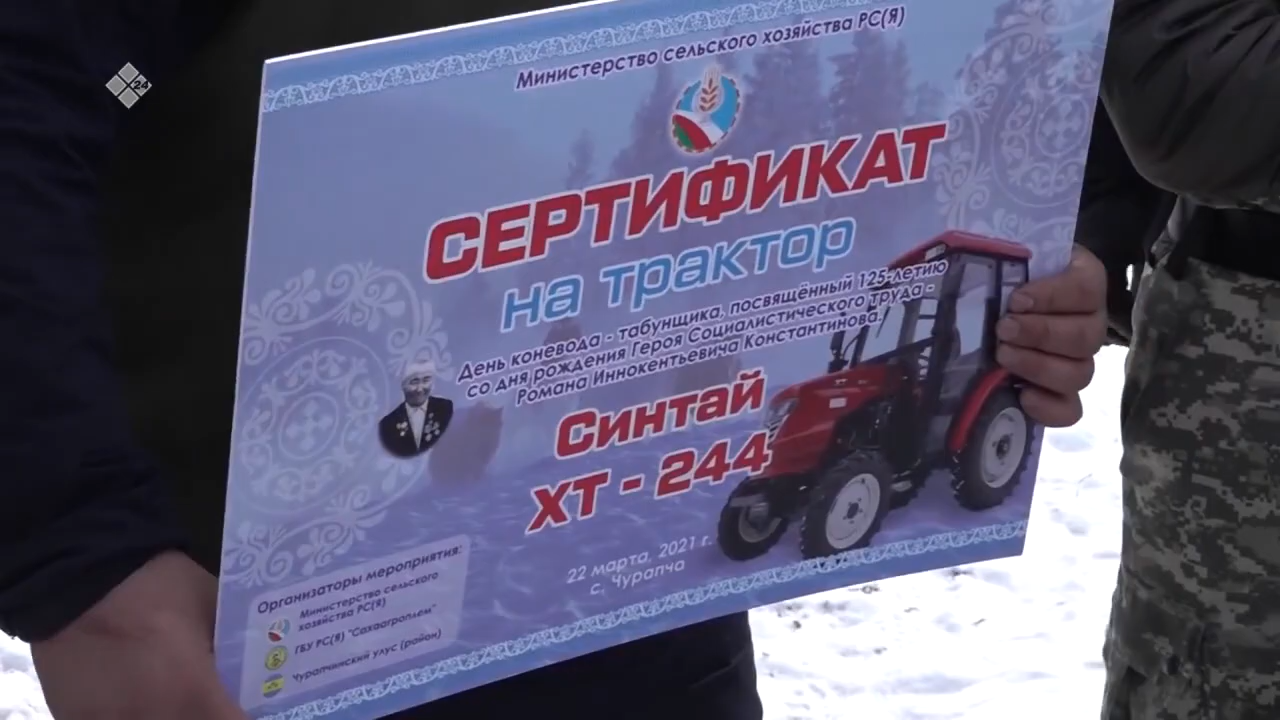 Х24
Министерство сельского хозяйства РС(Я)
СЕРТИФИКАТ
на трактор
День коневода - табунщика, посвящённый 125-летию
со дня рождения Героя Социалистического труда -
Романа Иннокентьевича Константинова.
Синтай
ХТ - 244
22 марта, 2021 г.
с. Чурапча
Организаторы мероприятия:
Министерство сельского
хозяйства РС(Я)
ГБУ РС(Я) "Сахаагроплем"
Чурапчинский улус (район)